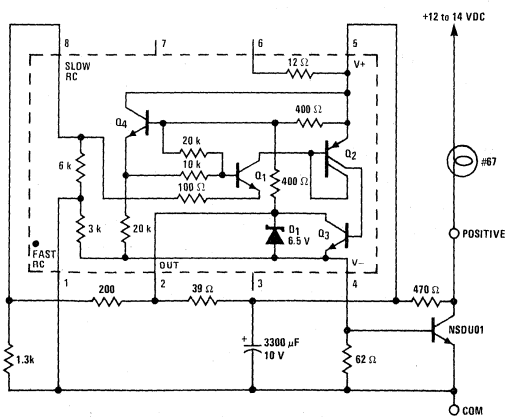 +12 to 14 VDC
8
7
6
5
SLOW
RC
12 Ω
V+
Q4
400 Ω
20 k
10 k
Q1
Q2
6 k
100 Ω
400 Ω
#67
3 k
20 k
D1
6.5 V
Q3
POSITIVE
FAST
RC
OUT
V−
1
2
3
4
200
39 Ω
470 Ω
NSDU01
1.3k
+
3300 μF
10 V
62 Ω
COM